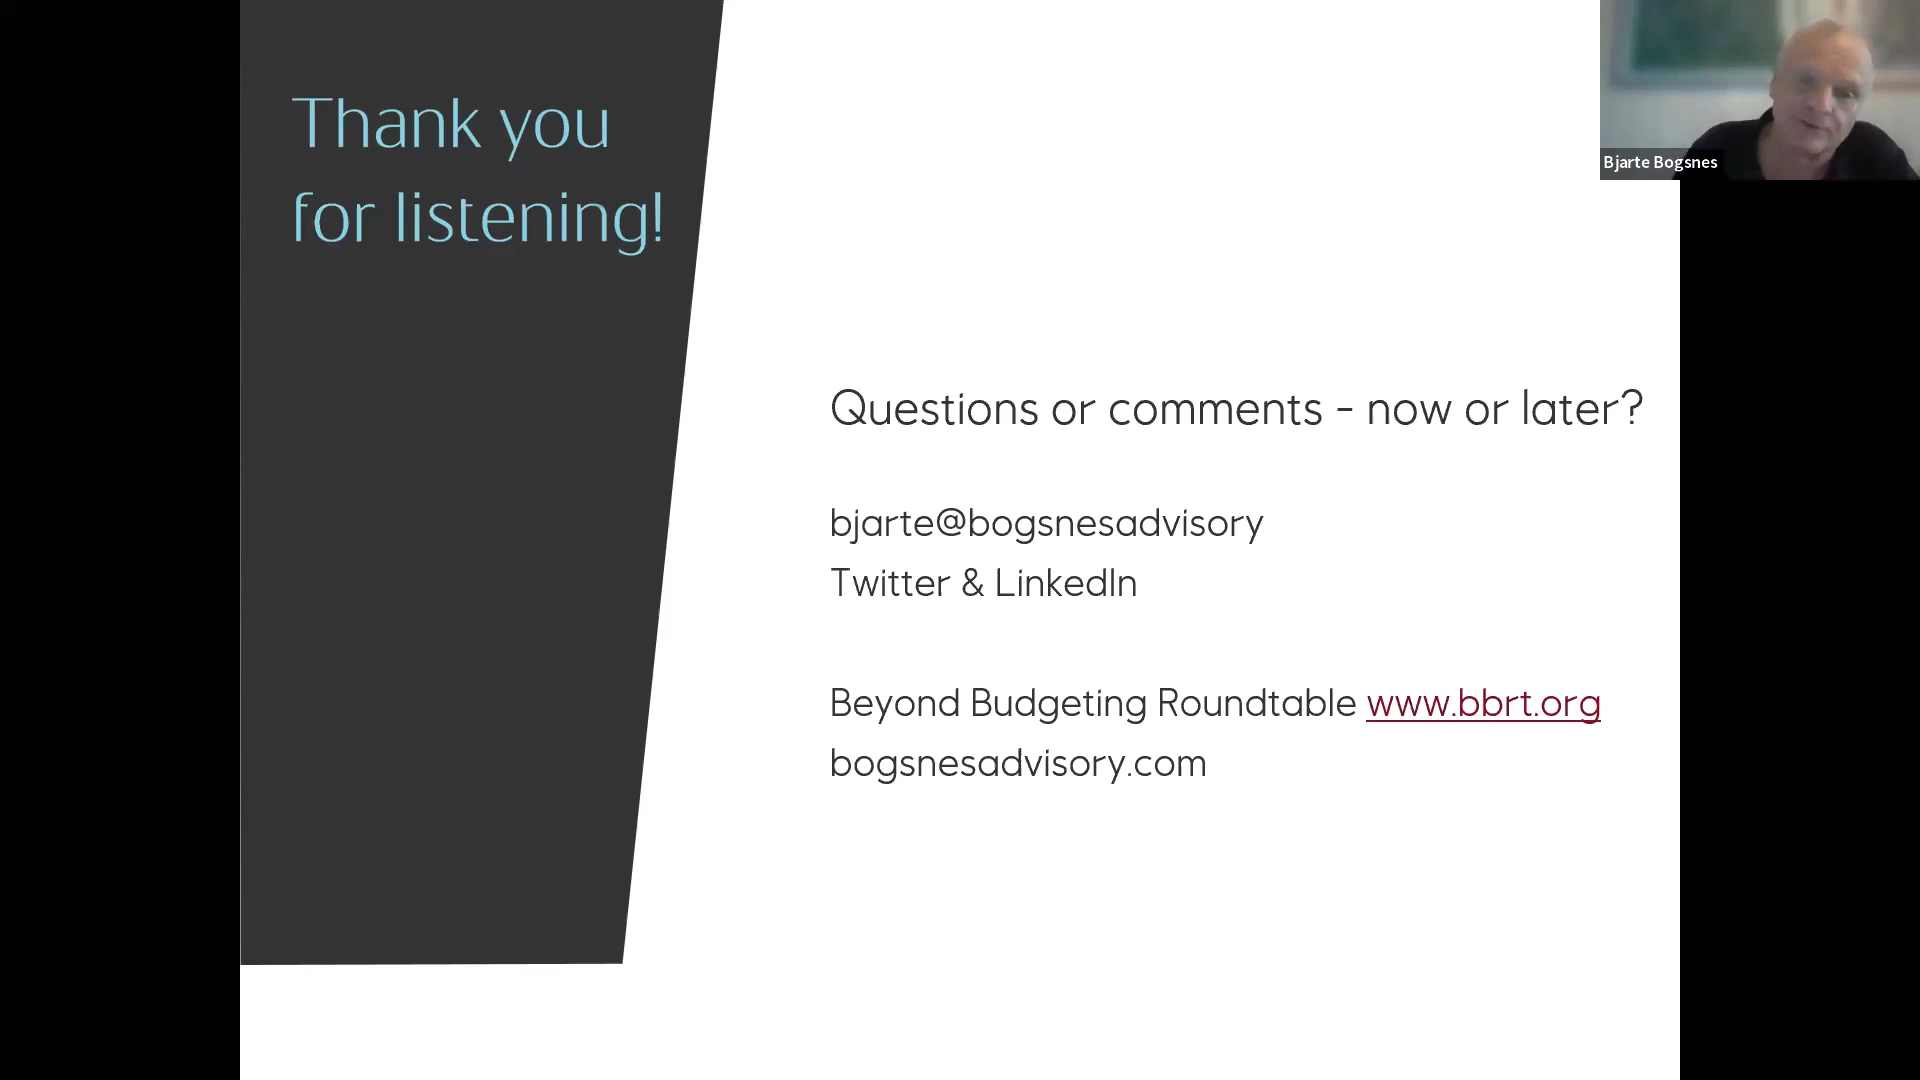 Thank you
for listening!
Bjarte Bogsnes
Questions or comments - now or later?
bjarte@bogsnesadvisory
Twitter & LinkedIn
Beyond Budgeting Roundtable www.bbrt.org
bogsnesadvisory.com